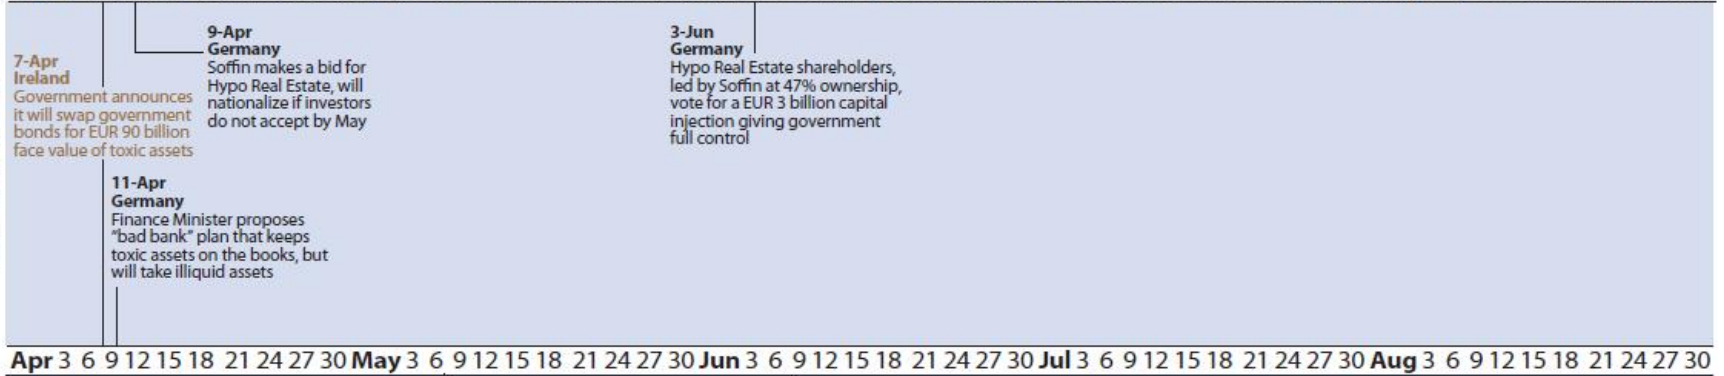 7-Apr
Ireland
Government announces
it will swap government
bonds for EUR 90 billion
face value of toxic assets
9-Apr
Germany
Soffin makes a bid for
Hypo Real Estate, will
nationalize if investors
do not accept by May
11-Apr
Germany
Finance Minister proposes
"bad bank" plan that keeps
toxic assets on the books, but
will take illiquid assets
3-Jun
Germany
Hypo Real Estate shareholders,
led by Soffin at 47% ownership,
vote for a EUR 3 billion capital
injection giving government
full control
Apr 3 6 9 12 15 18 21 24 27 30 May 3 6 9 12 15 18 21 24 27 30 Jun 3 6 9 12 15 18 21 24 27 30 Jul 3 6 9 12 15 18 21 24 27 30 Aug 3 6 9 12 15 18 21 24 27 30